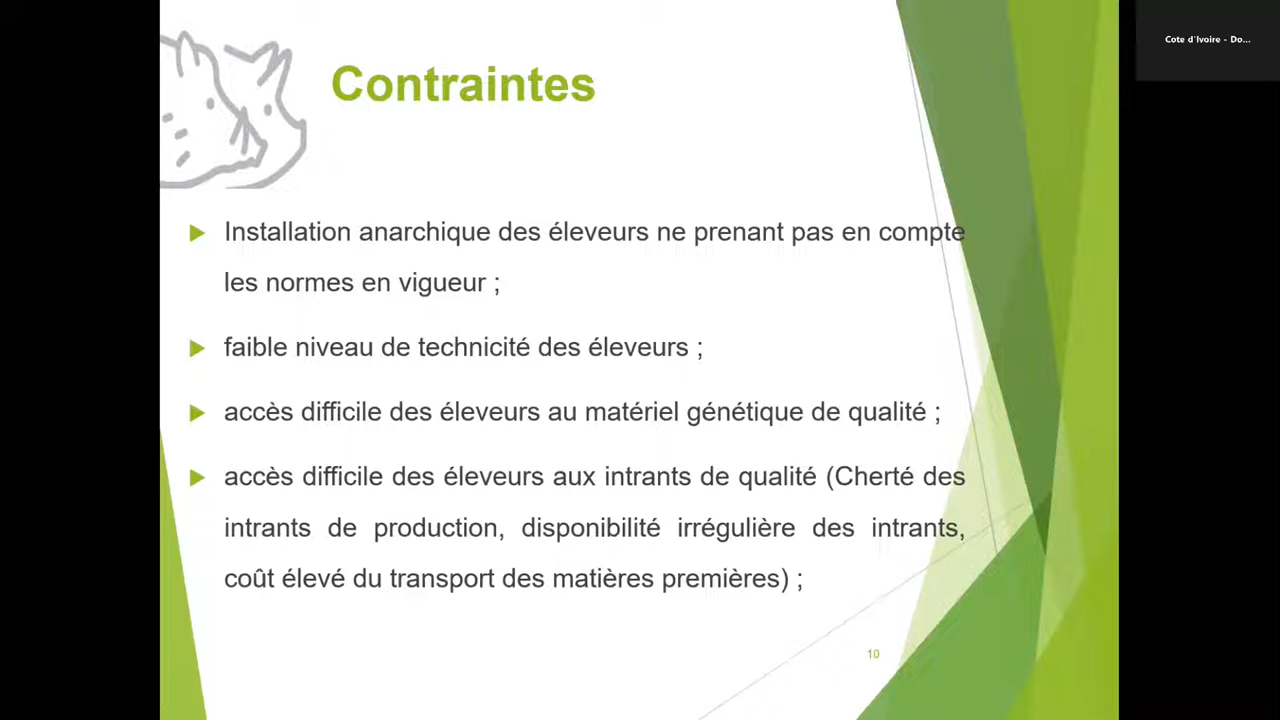 Cote d'Ivoire - Do...
Contraintes
Installation anarchique des éleveurs ne prenant pas en compte
les normes en vigueur ;
faible niveau de technicité des éleveurs ;
accès difficile des éleveurs au matériel génétique de qualité ;
accès difficile des éleveurs aux intrants de qualité (Cherté des
intrants de production, disponibilité irrégulière des intrants,
coût élevé du transport des matières premières) ;
10